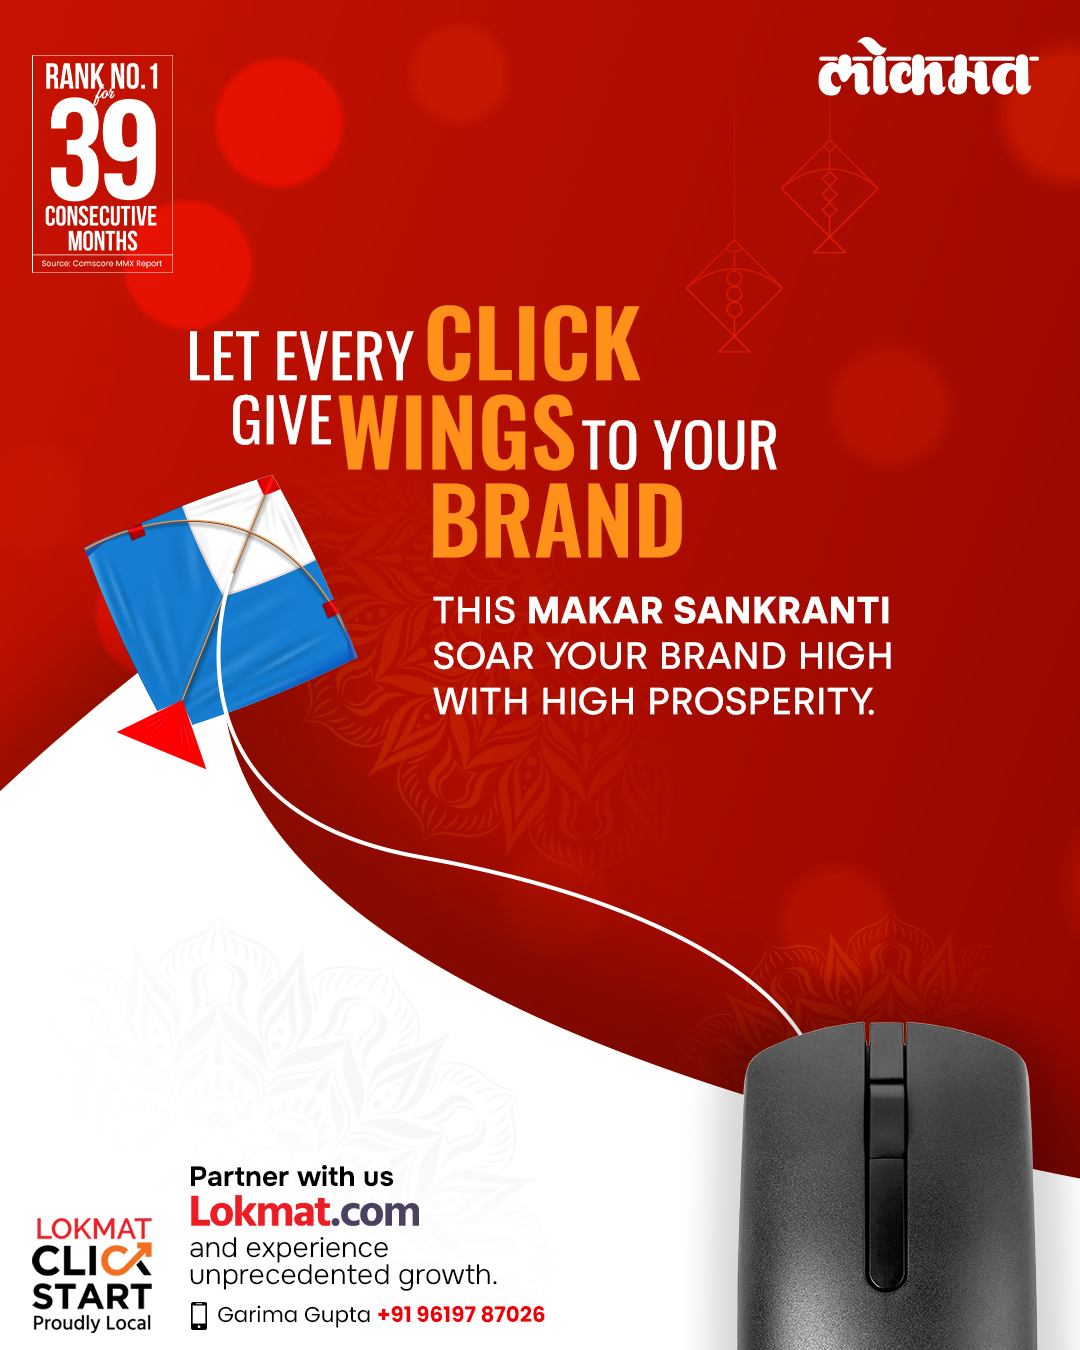 RANK NO.1
for
39
CONSECUTIVE
MONTHS
Source: Comscore MMX Report
लोकमत
LET EVERY CLICK
GIVE WINGS TO YOUR
BRAND
THIS MAKAR SANKRANTI
SOAR YOUR BRAND HIGH
WITH HIGH PROSPERITY.
Partner with us
Lokmat.com
and experience
unprecedented growth.
Garima Gupta +91 96197 87026
LOKMAT
CLICK
START
Proudly Local